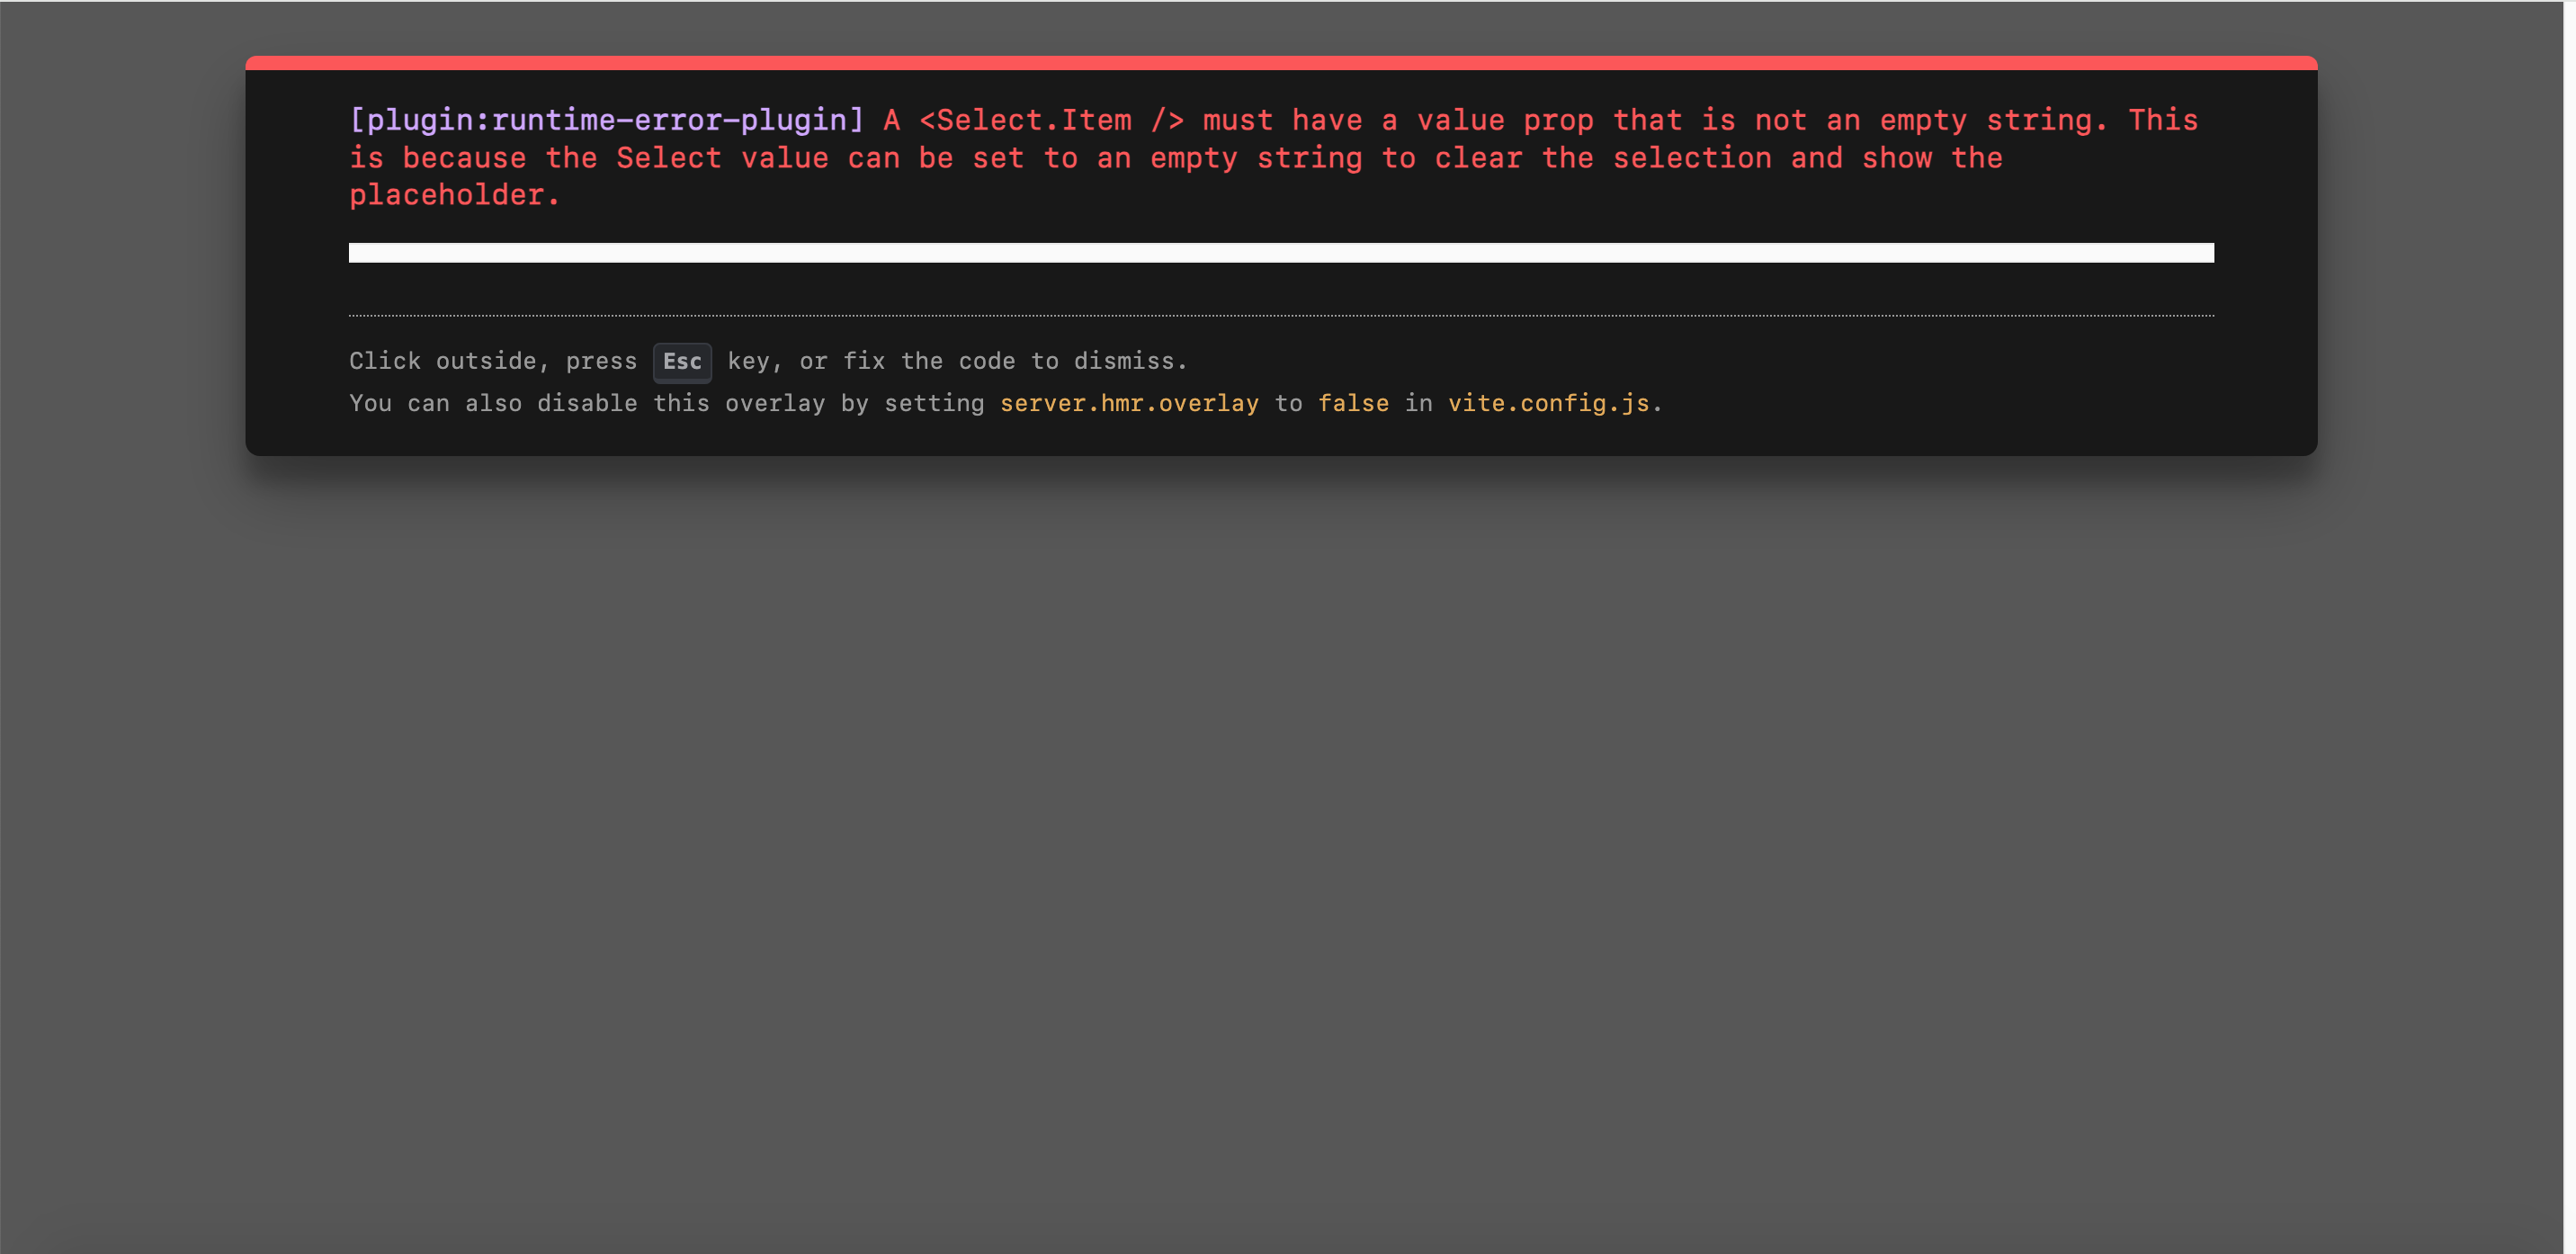 [plugin:runtime-error-plugin] A <Select.Item /> must have a value prop that is not an empty string. This
is because the Select value can be set to an empty string to clear the selection and show the
placeholder.
Click outside, press Esc key, or fix the code to dismiss.
You can also disable this overlay by setting server.hmr.overlay to false in vite.config.js.